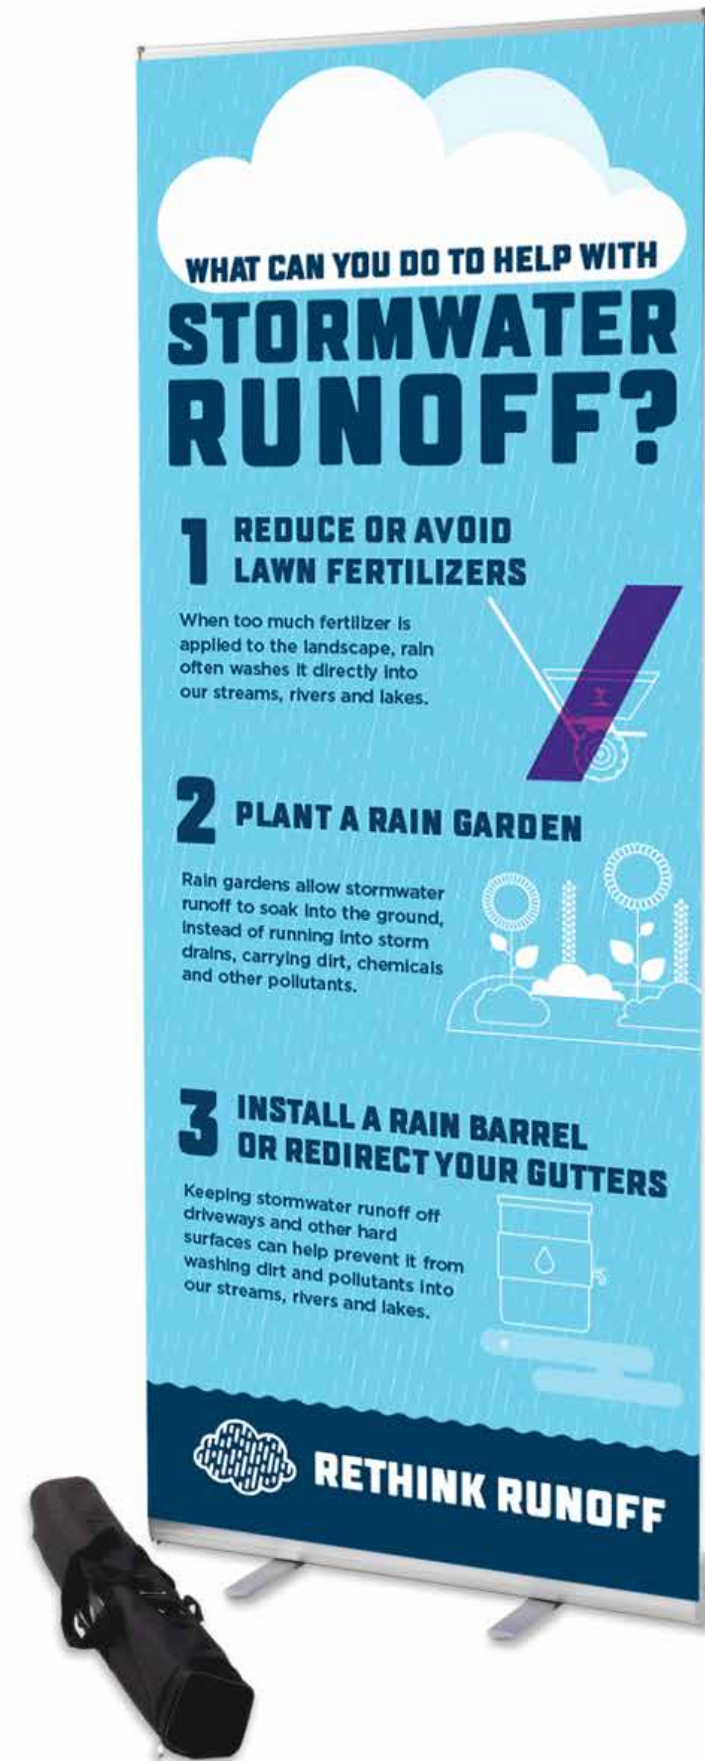 WHAT CAN YOU DO TO HELP WITH
STORMWATER
RUNOFF?
1 REDUCE OR AVOID
LAWN FERTILIZERS
When too much fertilizer is
applied to the landscape, rain
often washes it directly into
our streams, rivers and lakes.
2 PLANT A RAIN GARDEN
Rain gardens allow stormwater
runoff to soak into the ground,
instead of running into storm
drains, carrying dirt, chemicals
and other pollutants.
3 INSTALL A RAIN BARREL
OR REDIRECT YOUR GUTTERS
Keeping stormwater runoff off
driveways and other hard
surfaces can help prevent it from
washing dirt and pollutants into
our streams, rivers and lakes.
RETHINK RUNOFF